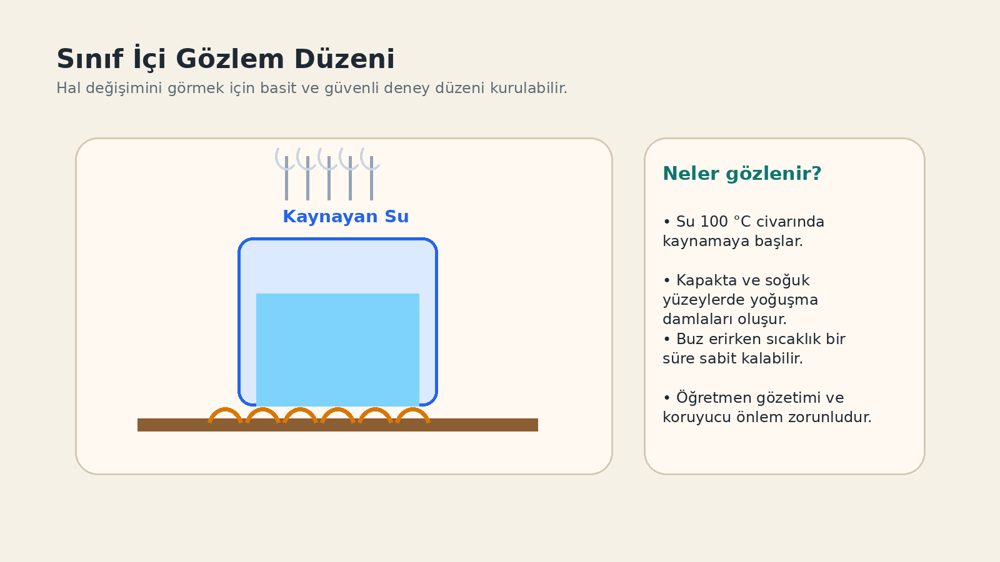 Sınıf İçi Gözlem Düzeni
Hal değişimini görmek için basit ve güvenli deney düzeni kurulabilir.
Kaynayan Su
Neler gözlenir?
• Su 100 °C civarında
kaynamaya başlar.
• Kapakta ve soğuk
yüzeylerde yoğuşma
damlaları oluşur.
• Buz erirken sıcaklık bir
süre sabit kalabilir.
• Öğretmen gözetimi ve
koruyucu önlem zorunludur.